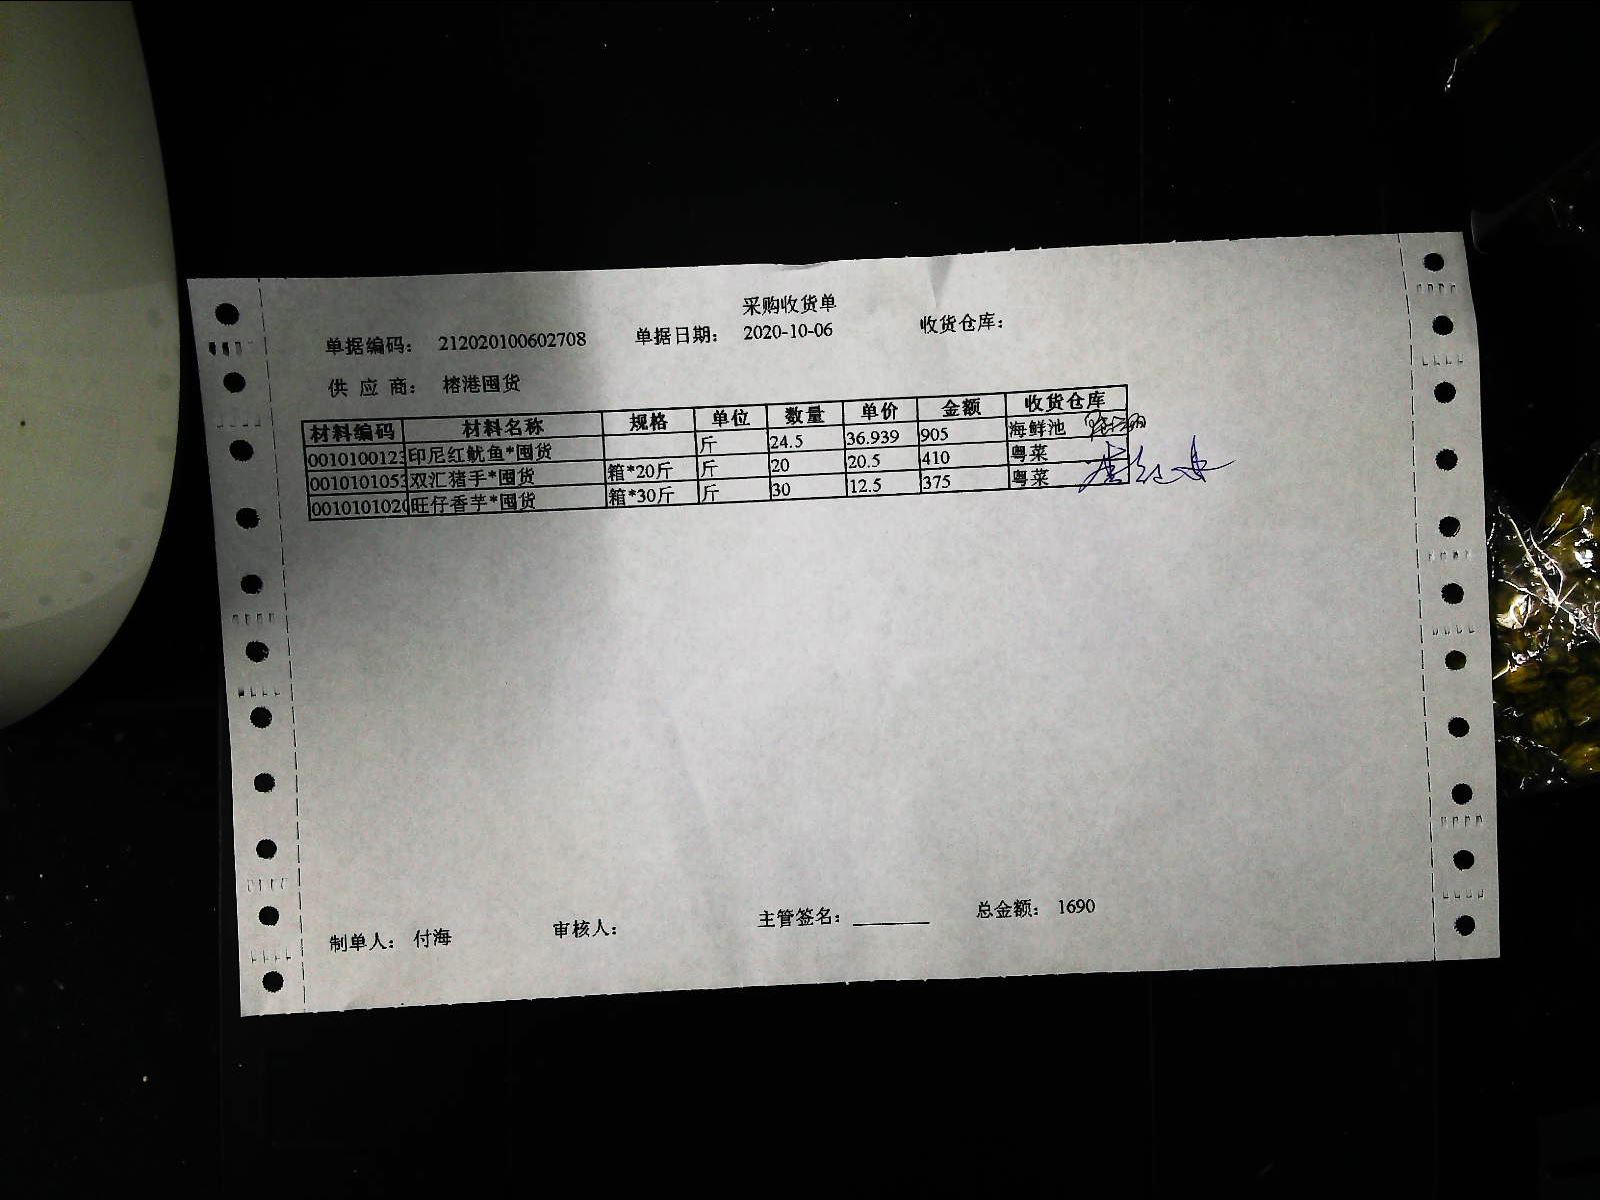 采购收货单
单据编码： 212020100602708 单据日期： 2020-10-06 收货仓库：
供 应 商： 榕港囤货
材料编码 材料名称 规格 单位 数量 单价 金额 收货仓库
0010100123 印尼红鱿鱼*囤货 斤 24.5 36.939 905 海鲜池
0010101053 双汇猪手*囤货 箱*20斤 斤 20 20.5 410 粤菜
001010102 旺仔香芋*囤货 箱*30斤 斤 30 12.5 375 粤菜
制单人： 付海 审核人： 主管签名： 总金额： 1690